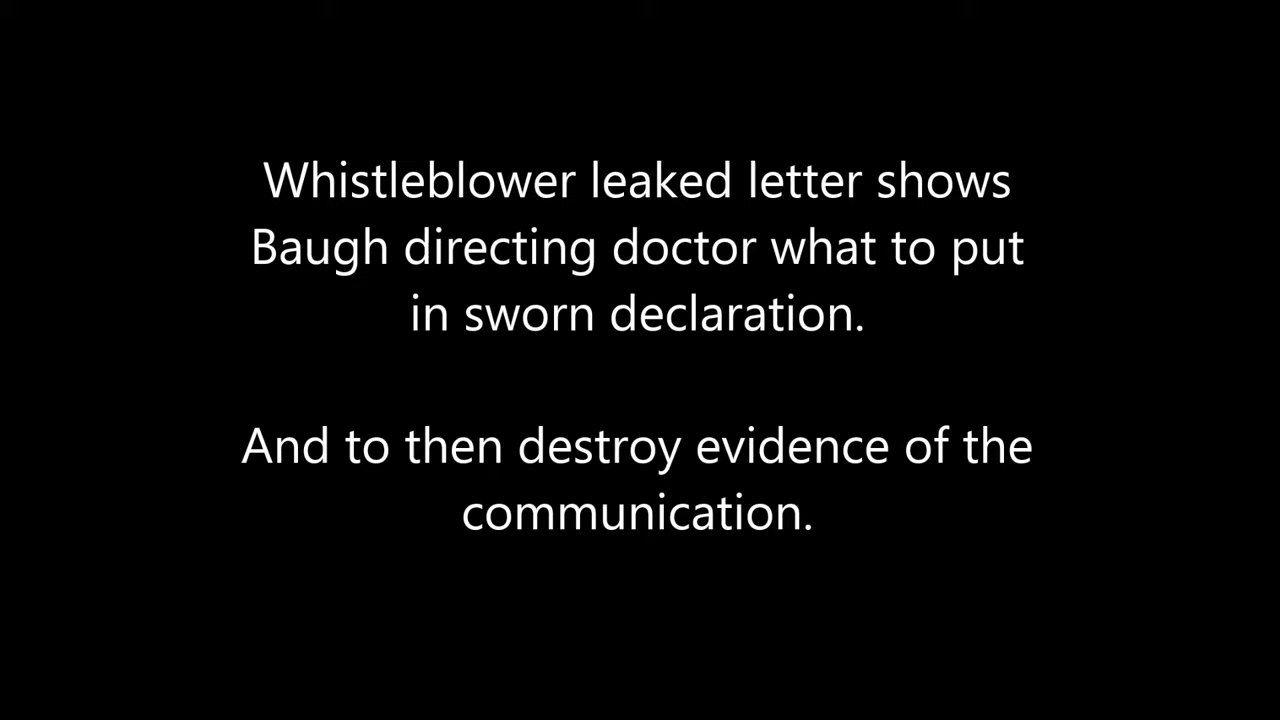 Whistleblower leaked letter shows
Baugh directing doctor what to put
in sworn declaration.
And to then destroy evidence of the
communication.